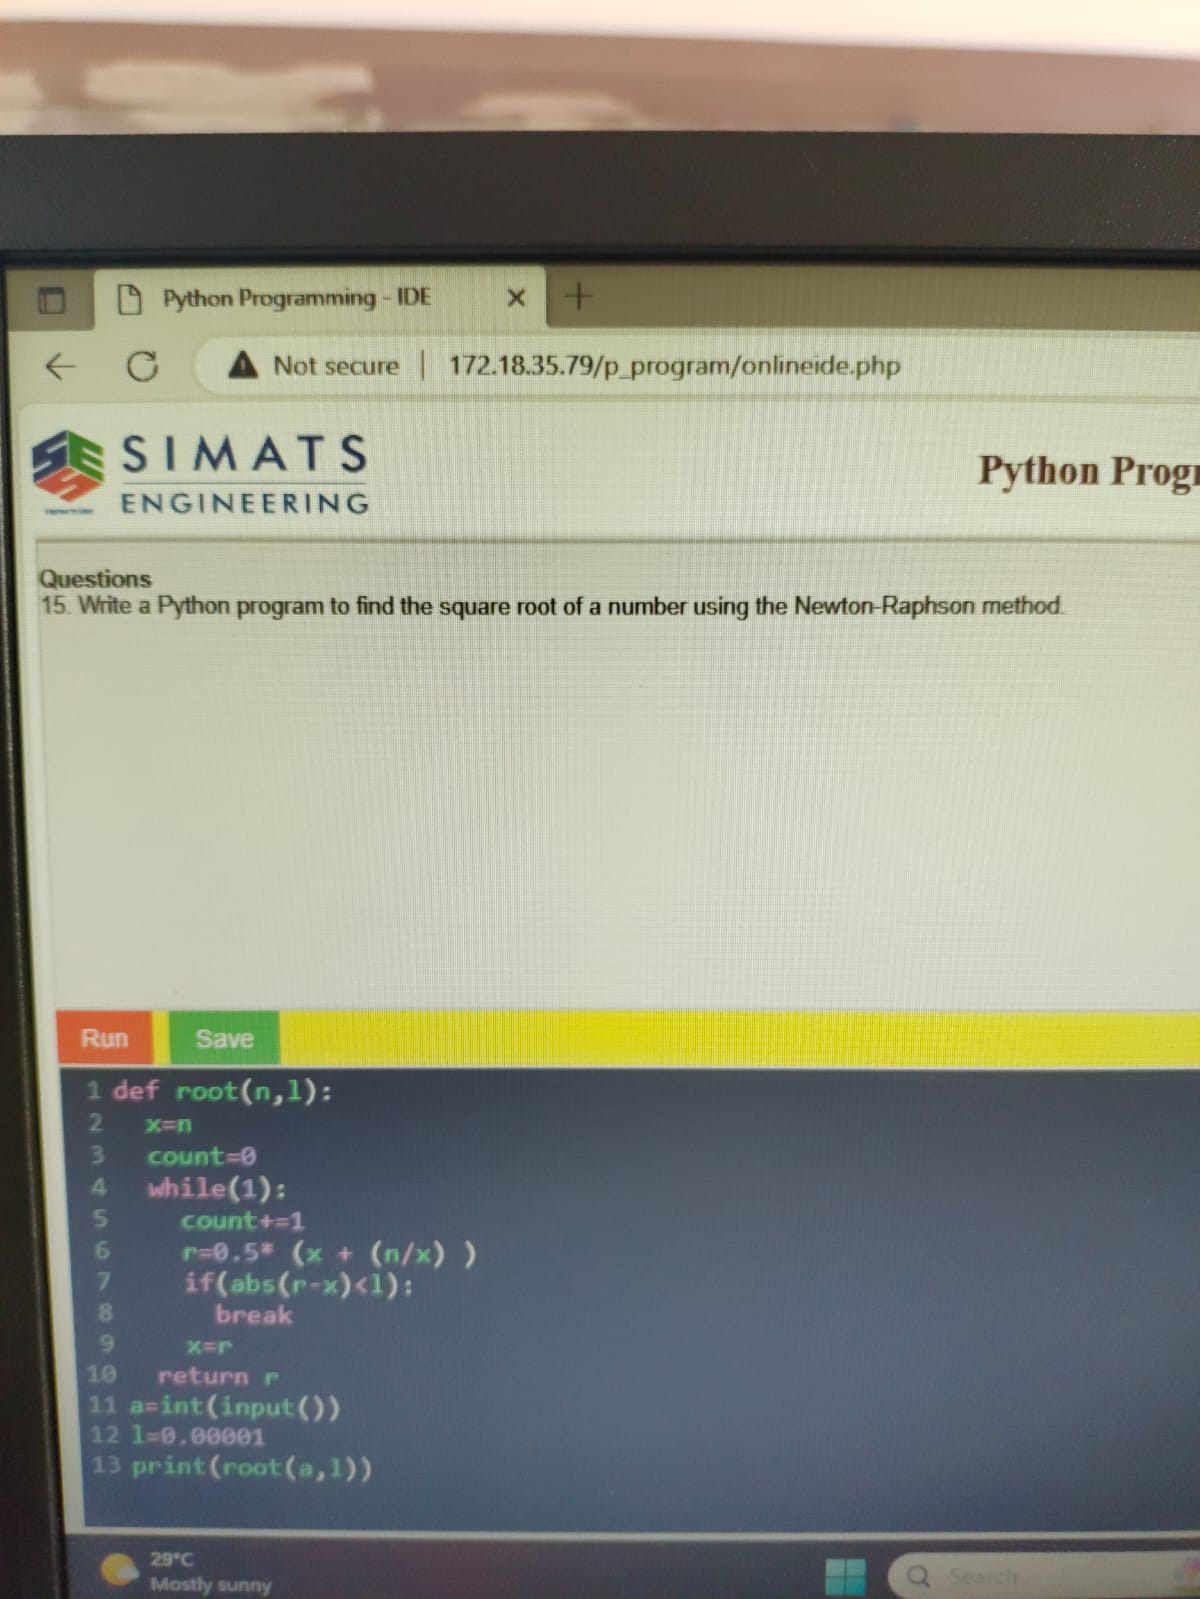 Python Programming - IDE
Not secure | 172.18.35.79/p_program/onlineide.php
SIMATS
ENGINEERING
Python Progr
Questions
15. Write a Python program to find the square root of a number using the Newton-Raphson method.
Run Save
1 def root(n,l):
2 x=n
3 count=0
4 while(1):
5 count+=1
6 r=0.5* (x + (n/x) )
7 if(abs(r-x)<l):
8 break
9 x=r
10 return r
11 a=int(input())
12 l=0.00001
13 print(root(a,l))
29°C
Mostly sunny
Search